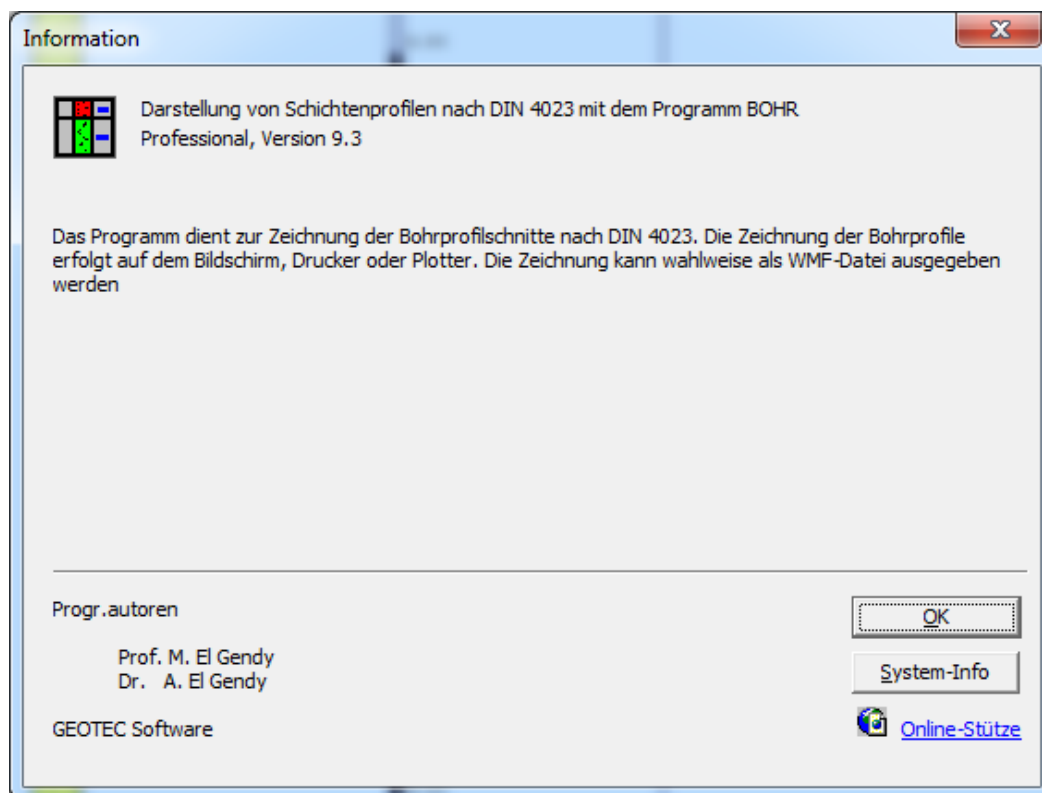 Information
Darstellung von Schichtenprofilen nach DIN 4023 mit dem Programm BOHR
Professional, Version 9.3
Das Programm dient zur Zeichnung der Bohrprofilschnitte nach DIN 4023. Die Zeichnung der Bohrprofile
erfolgt auf dem Bildschirm, Drucker oder Plotter. Die Zeichnung kann wahlweise als WMF-Datei ausgegeben
werden
Progr.autoren
OK
Prof. M. El Gendy
Dr. A. El Gendy
System-Info
GEOTEC Software
Online-Stütze